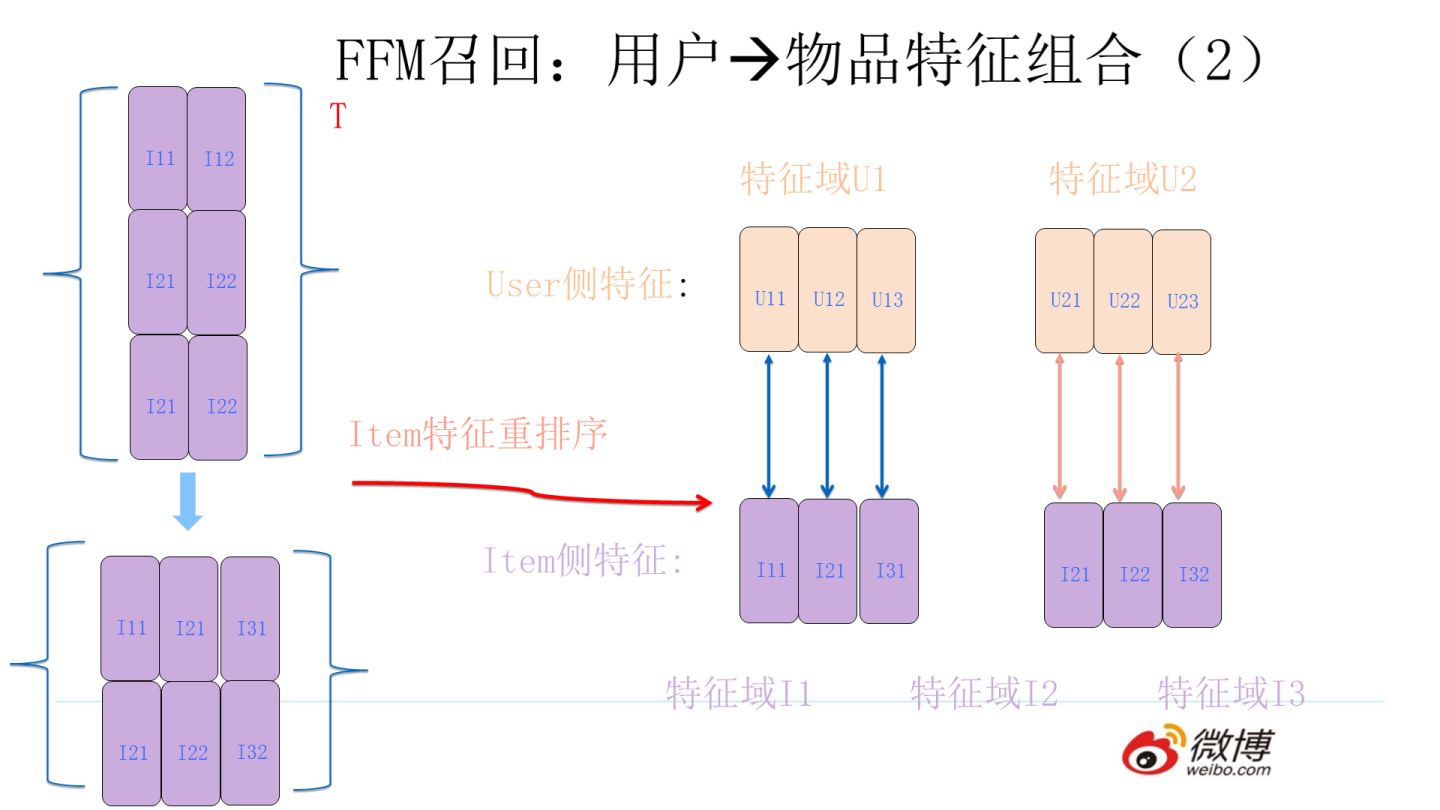 FFM召回：用户→物品特征组合（2）
T
I11 I12
I21 I22
I21 I22
特征域U1 特征域U2
User侧特征:
U11 U12 U13 U21 U22 U23
Item特征重排序
Item侧特征:
I11 I21 I31 I21 I22 I32
I11 I21 I31
I21 I22 I32
特征域I1 特征域I2 特征域I3
微博
weibo.com